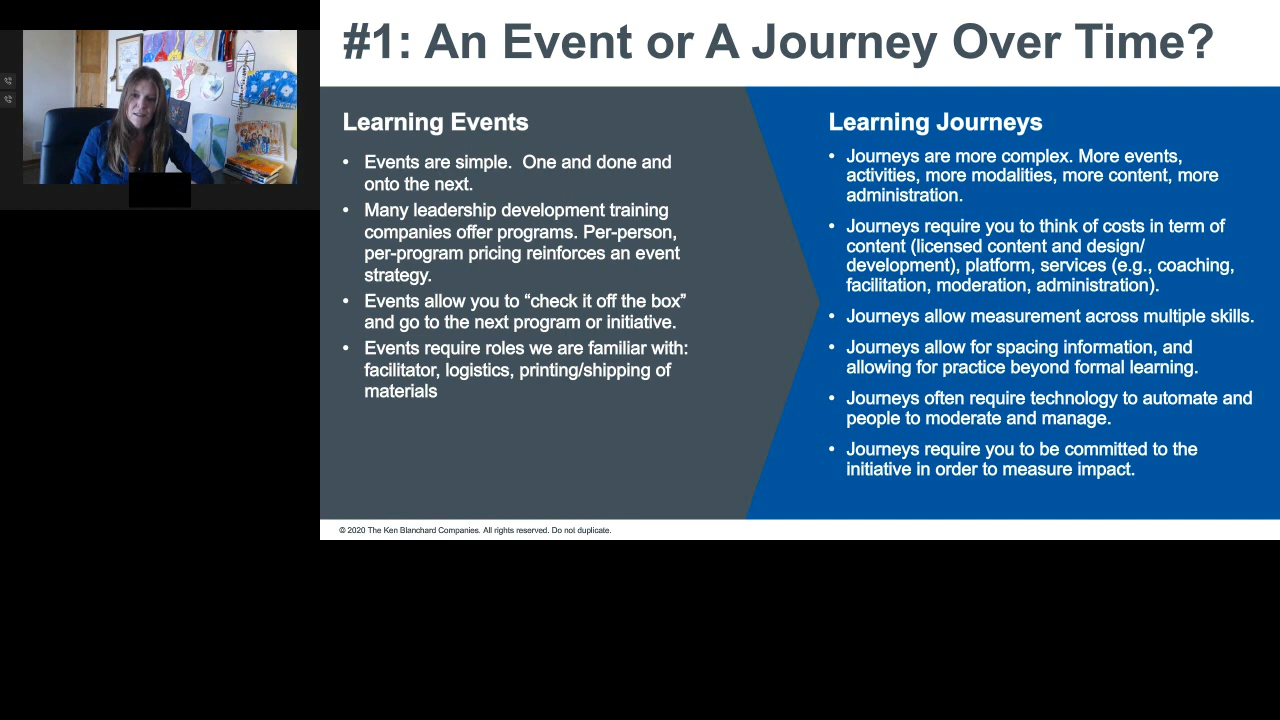 #1: An Event or A Journey Over Time?
Learning Events
• Events are simple.  One and done and
onto the next.
• Many leadership development training
companies offer programs. Per-person,
per-program pricing reinforces an event
strategy.
• Events allow you to “check it off the box”
and go to the next program or initiative.
• Events require roles we are familiar with:
facilitator, logistics, printing/shipping of
materials
Learning Journeys
• Journeys are more complex. More events,
activities, more modalities, more content, more
administration.
• Journeys require you to think of costs in term of
content (licensed content and design/
development), platform, services (e.g., coaching,
facilitation, moderation, administration).
• Journeys allow measurement across multiple skills.
• Journeys allow for spacing information, and
allowing for practice beyond formal learning.
• Journeys often require technology to automate and
people to moderate and manage.
• Journeys require you to be committed to the
initiative in order to measure impact.
© 2020 The Ken Blanchard Companies. All rights reserved. Do not duplicate.